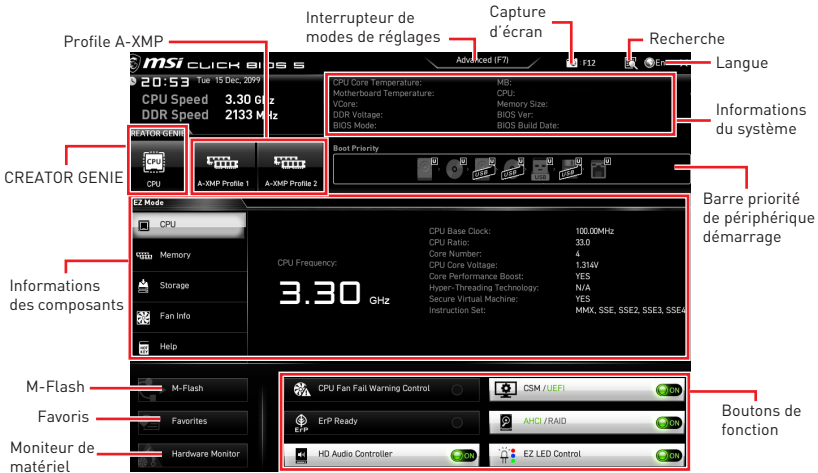 Interrupteur de
modes de réglages
Capture
d'écran
Profile A-XMP
Recherche
Langue
msi CLICK BIOS 5
Advanced (F7)
F12
En
20:53 Tue 15 Dec, 2099
CPU Speed 3.30 GHz
DDR Speed 2133 MHz
CPU Core Temperature:
Motherboard Temperature:
VCore:
DDR Voltage:
BIOS Mode:
MB:
CPU:
Memory Size:
BIOS Ver:
BIOS Build Date:
Informations
du système
CREATOR GENIE
REATOR GENIE
CPU
CPU
A-XMP Profile 1
A-XMP Profile 2
Boot Priority
U U U U U U U
USB USB USB USB
Barre priorité
de périphérique
démarrage
EZ Mode
CPU
Memory
Storage
Fan Info
Help
Informations
des composants
CPU Frequency:
3.30 GHz
CPU Base Clock: 100.00MHz
CPU Ratio: 33.0
Core Number: 4
CPU Core Voltage: 1.314V
Core Performance Boost: YES
Hyper-Threading Technology: N/A
Secure Virtual Machine: YES
Instruction Set: MMX, SSE, SSE2, SSE3, SSE4
M-Flash
Favoris
Moniteur de
matériel
M-Flash
Favorites
Hardware Monitor
CPU Fan Fail Warning Control
CSM /UEFI ON
ErP
ErP Ready
AHCI /RAID ON
HD Audio Controller ON
EZ LED Control ON
Boutons de
fonction